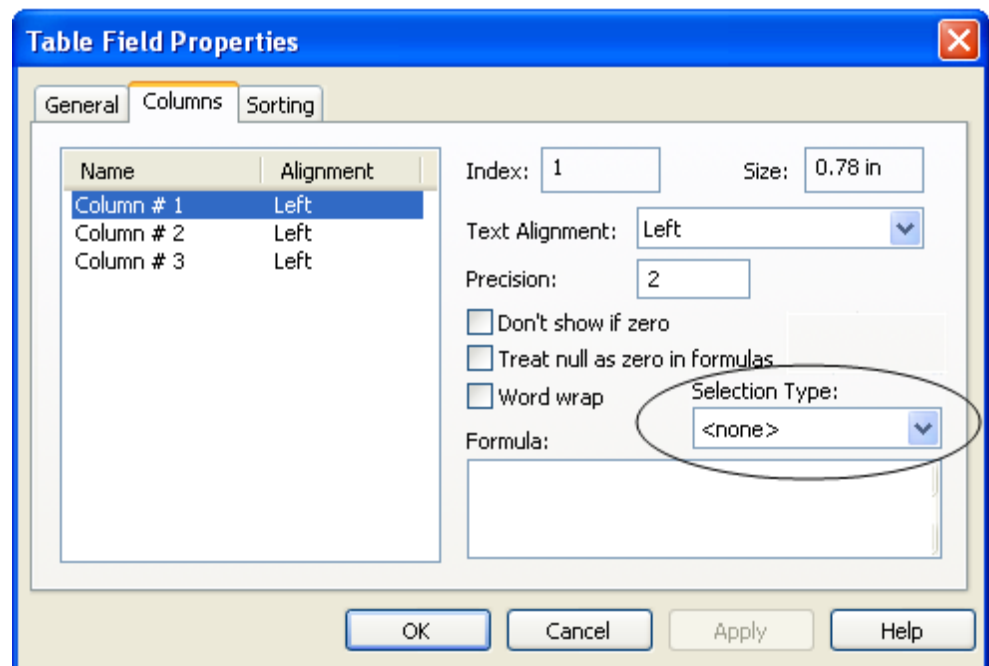 Table Field Properties
General Columns Sorting
Name Alignment
Column # 1 Left
Column # 2 Left
Column # 3 Left
Index: 1 Size: 0.78 in
Text Alignment: Left
Precision: 2
Don't show if zero
Treat null as zero in formulas
Word wrap
Selection Type:
<none>
Formula:
OK Cancel Apply Help